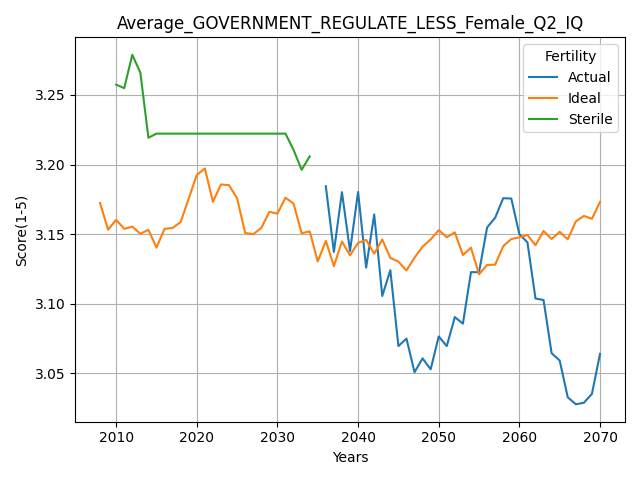 Average_GOVERNMENT_REGULATE_LESS_Female_Q2_IQ
Fertility
Actual
Ideal
Sterile
Score(1-5)
3.25
3.20
3.15
3.10
3.05
2010 2020 2030 2040 2050 2060 2070
Years